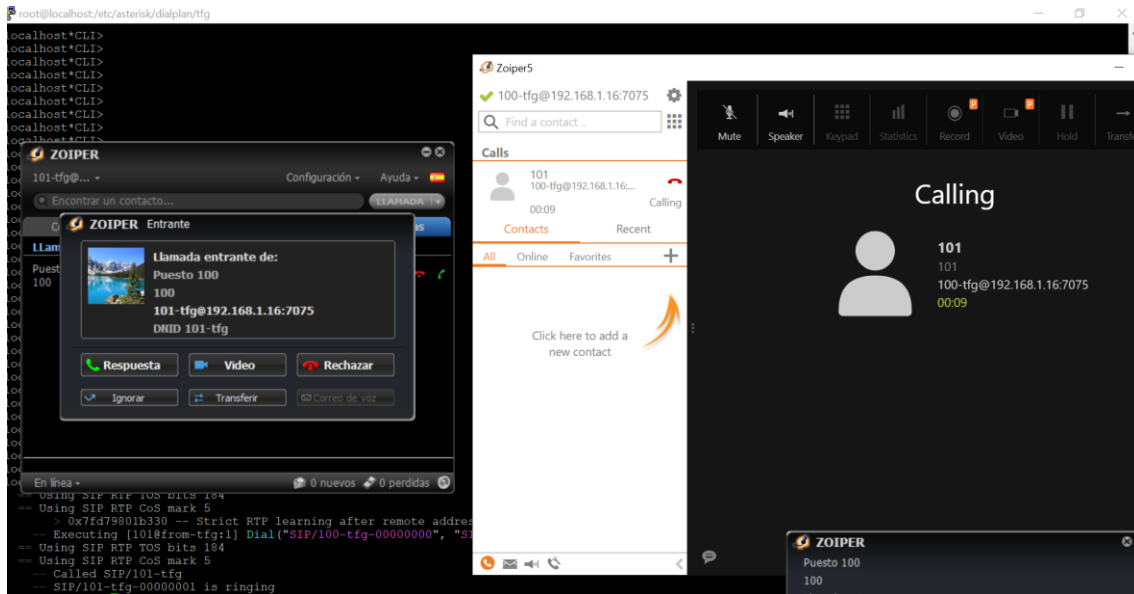 root@localhost:/etc/asterisk/dialplan/tfg
localhost*CLI>
localhost*CLI>
localhost*CLI>
localhost*CLI>
localhost*CLI>
localhost*CLI>
localhost*CLI>
localhost*CLI>
ZOIPER
101-tfg@...
Configuración
Ayuda
Encontrar un contacto...
LLAMADA
Puesto 100
100
ZOIPER Entrante
Llamada entrante de:
Puesto 100
100
101-tfg@192.168.1.16:7075
DNID 101-tfg
Respuesta
Video
Rechazar
Ignorar
Transferir
Correo de voz
En línea
0 nuevos
0 perdidas
== Using SIP RTP TOS bits 184
== Using SIP RTP CoS mark 5
> 0x7fd79801b330 -- Strict RTP learning after remote
-- Executing [101@from-tfg:1] Dial("SIP/100-tfg-00000000",
== Using SIP RTP TOS bits 184
== Using SIP RTP CoS mark 5
-- Called SIP/101-tfg
-- SIP/101-tfg-00000001 is ringing
Zoiper5
100-tfg@192.168.1.16:7075
Find a contact ..
Calls
101
100-tfg@192.168.1.16:...
00:09
Calling
Contacts
Recent
All
Online
Favorites
Click here to add a
new contact
Mute
Speaker
Keypad
Statistics
Record
Video
Hold
Calling
101
101
100-tfg@192.168.1.16:7075
00:09
ZOIPER
Puesto 100
100